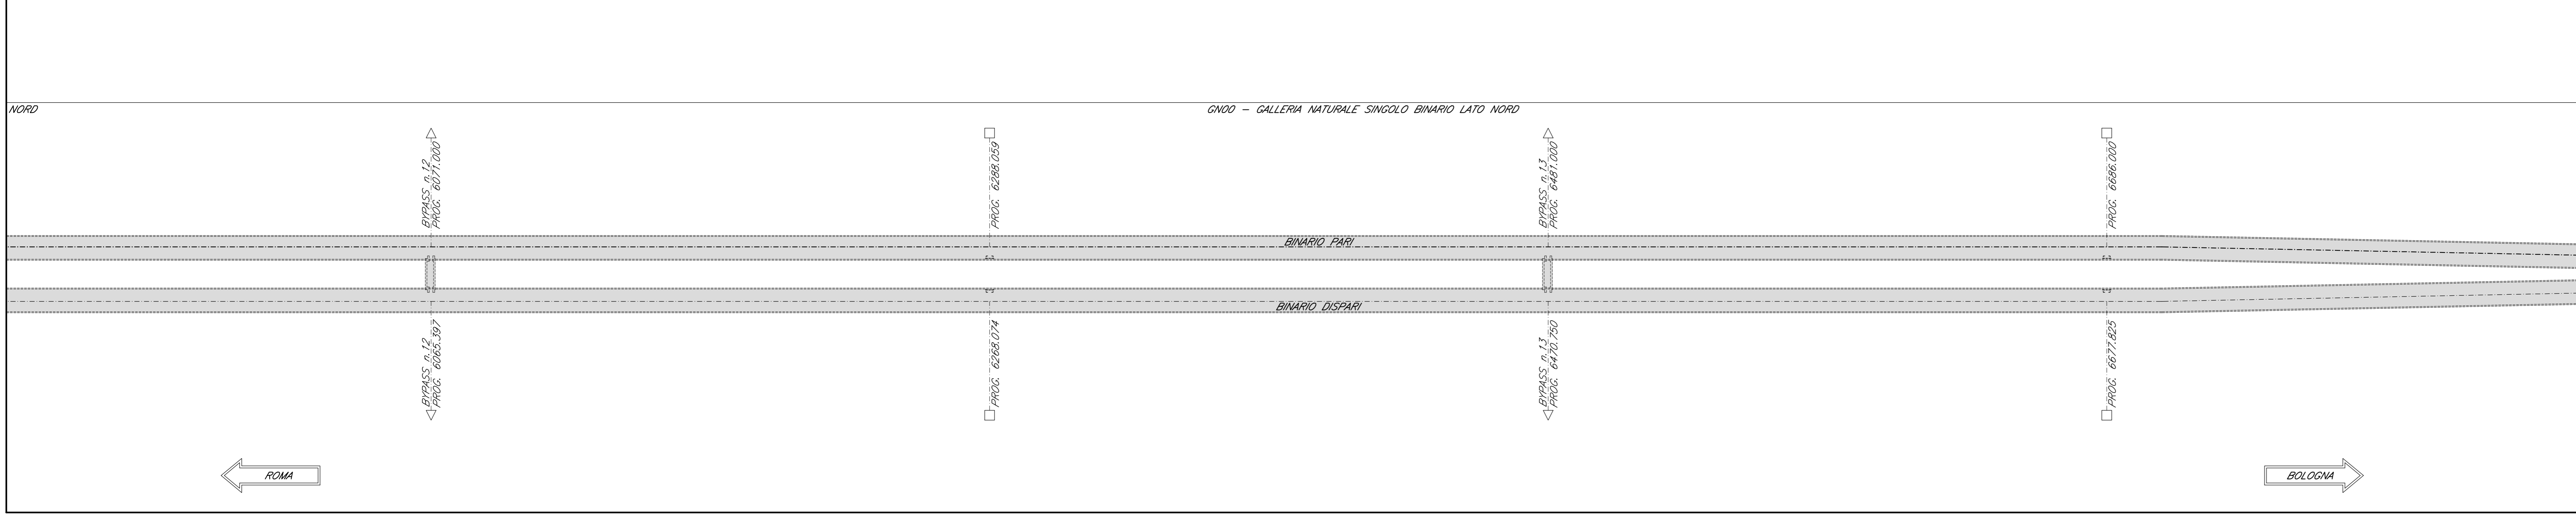 NORD
GN00 – GALLERIA NATURALE SINGOLO BINARIO LATO NORD
BYPASS n.12
PROG. 6071.000
PROG. 6288.059
BYPASS n.13
PROG. 6481.000
PROG. 6686.000
BINARIO PARI
BINARIO DISPARI
BYPASS n.12
PROG. 6065.397
PROG. 6268.074
BYPASS n.13
PROG. 6470.750
PROG. 6677.825
ROMA
BOLOGNA